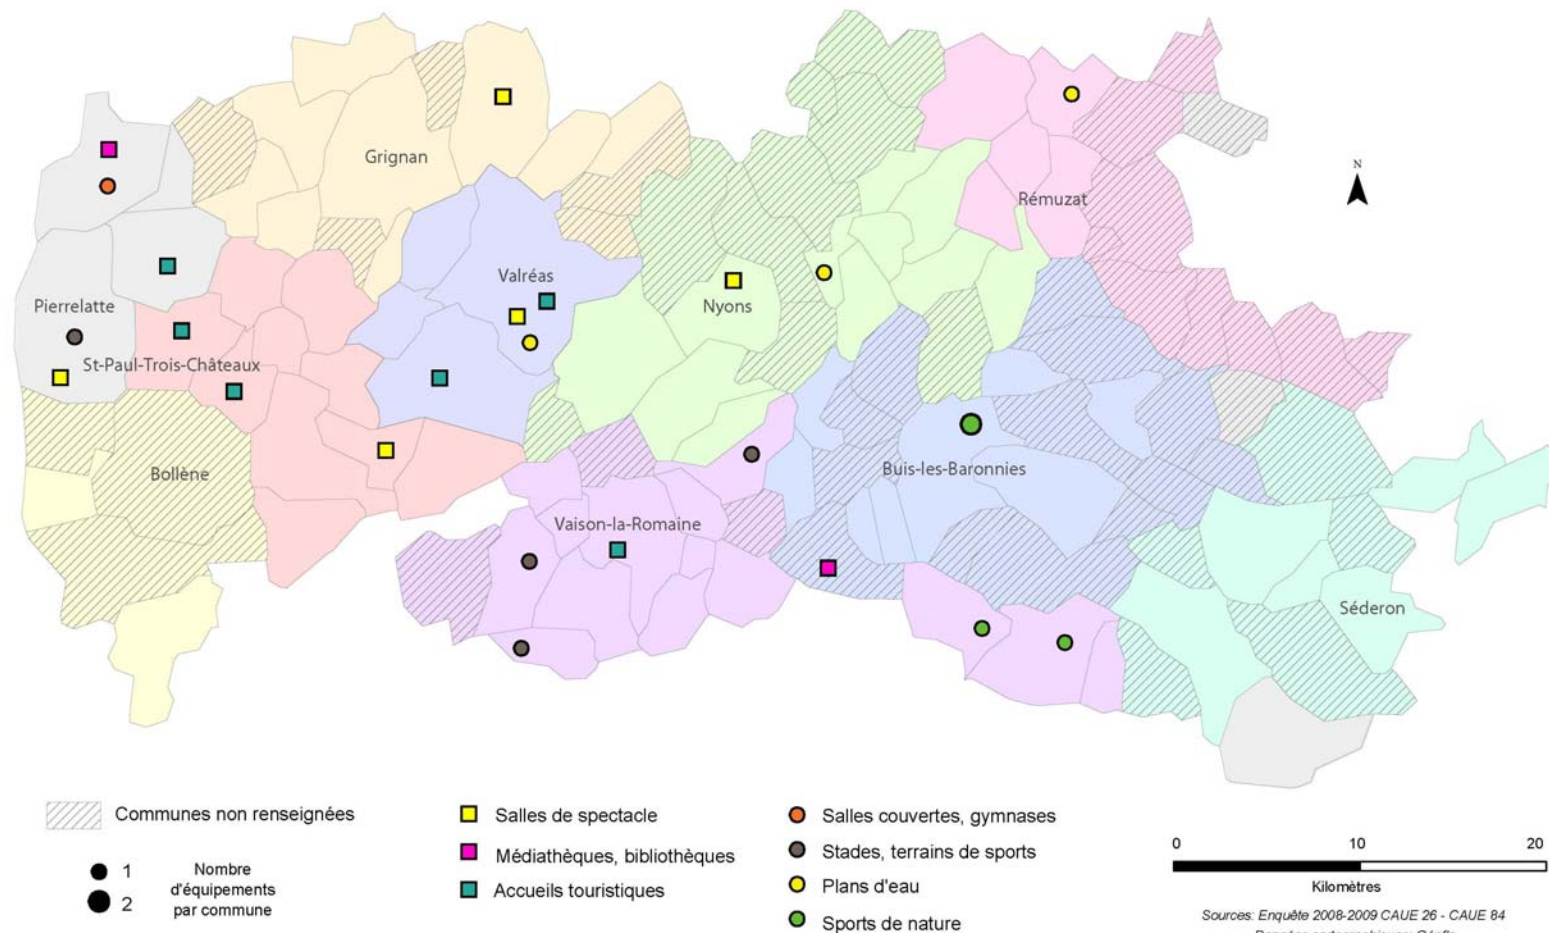 N
Grignan
Rémuzat
Valréas
Pierrelatte
Nyons
St-Paul-Trois-Châteaux
Bollène
Buis-les-Baronnies
Vaison-la-Romaine
Séderon
Communes non renseignées
1
2
Nombre
d'équipements
par commune
Salles de spectacle
Médiathèques, bibliothèques
Accueils touristiques
Salles couvertes, gymnases
Stades, terrains de sports
Plans d'eau
Sports de nature
0 10 20
Kilomètres
Sources: Enquête 2008-2009 CAUE 26 - CAUE 84